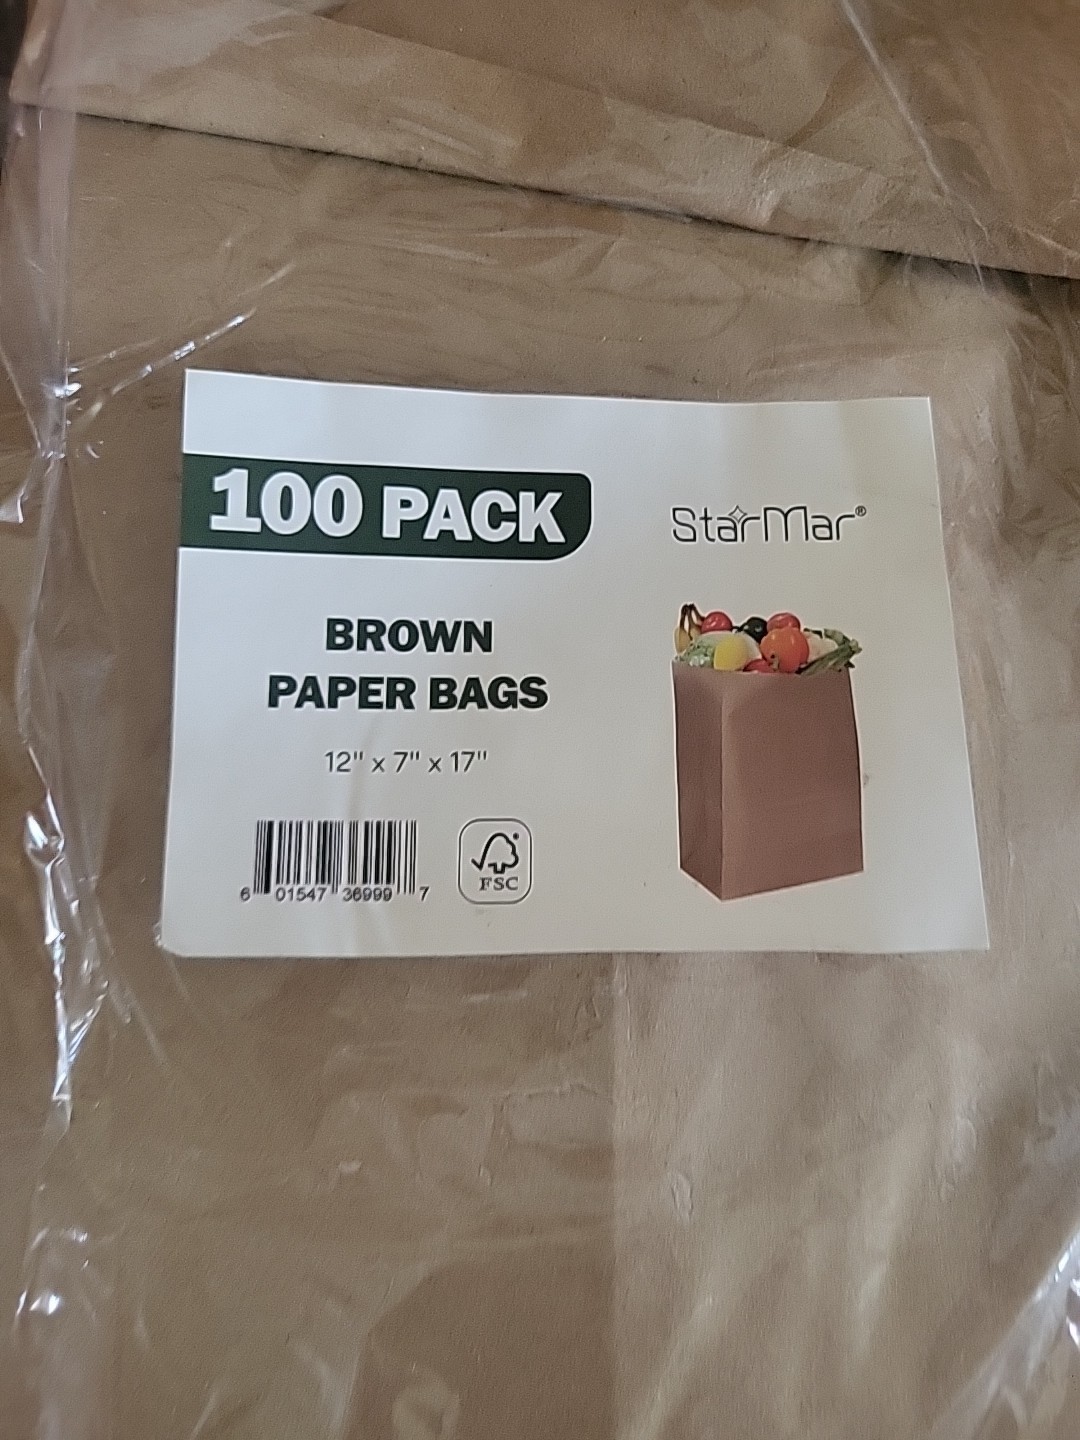 100 PACK
StarMar®
BROWN
PAPER BAGS
12" x 7" x 17"
6 01547 36999 7
FSC